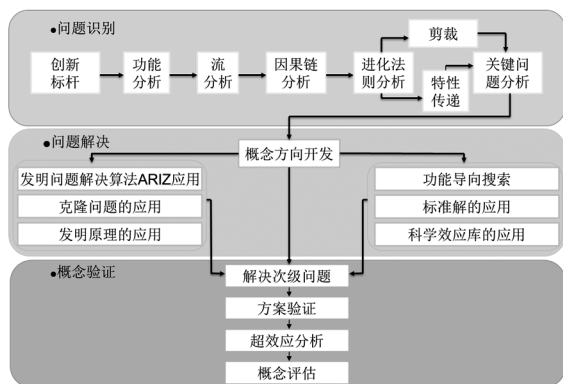 ●问题识别
创新
标杆
功能
分析
流
分析
因果链
分析
进化法
则分析
剪裁
特性
传递
关键问
题分析
●问题解决
概念方向开发
发明问题解决算法ARIZ应用
克隆问题的应用
发明原理的应用
功能导向搜索
标准解的应用
科学效应库的应用
●概念验证
解决次级问题
方案验证
超效应分析
概念评估